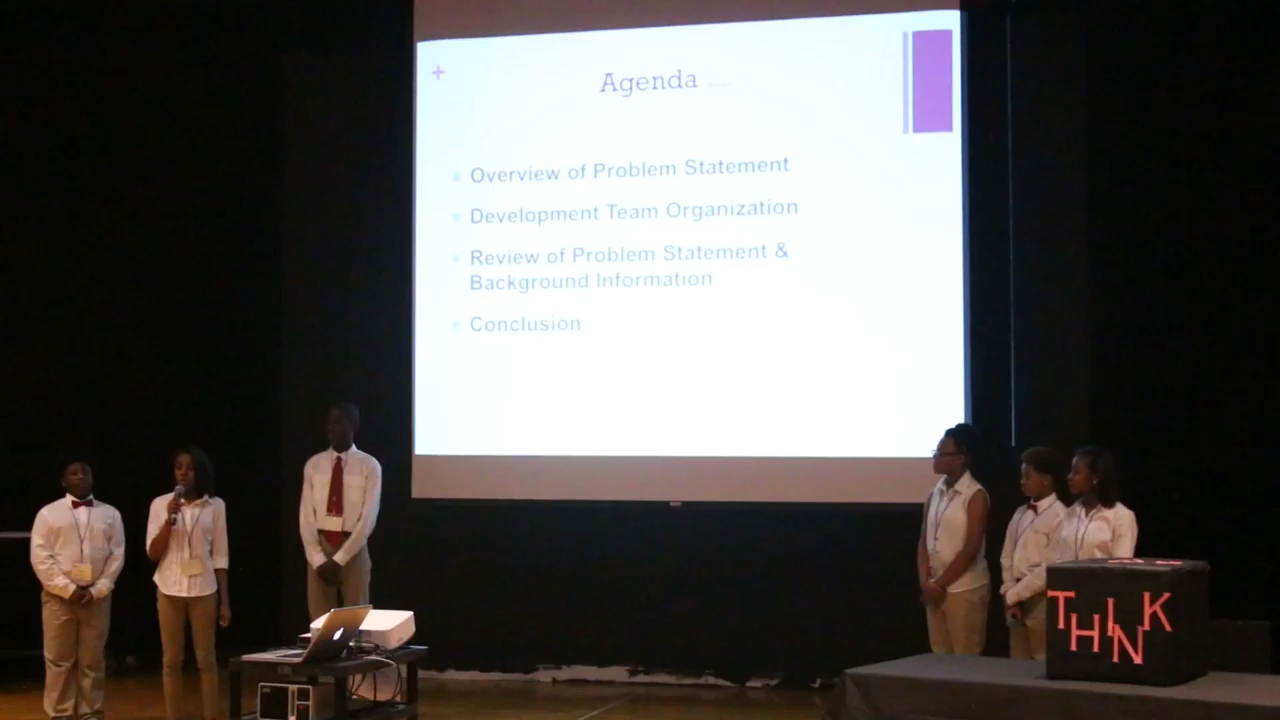 Agenda
Overview of Problem Statement
Development Team Organization
Review of Problem Statement &
Background Information
Conclusion
THINK